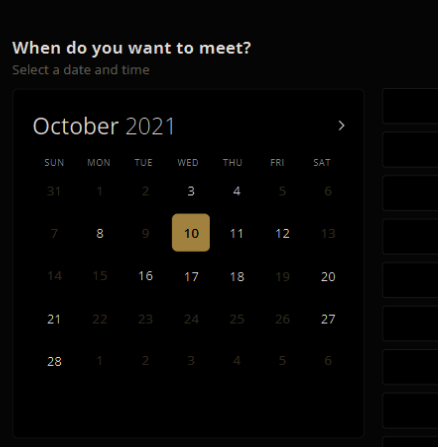 When do you want to meet?
Select a date and time
October 2021
SUN MON TUE WED THU FRI SAT
31 1 2 3 4 5 6
7 8 9 10 11 12 13
14 15 16 17 18 19 20
21 22 23 24 25 26 27
28 1 2 3 4 5 6